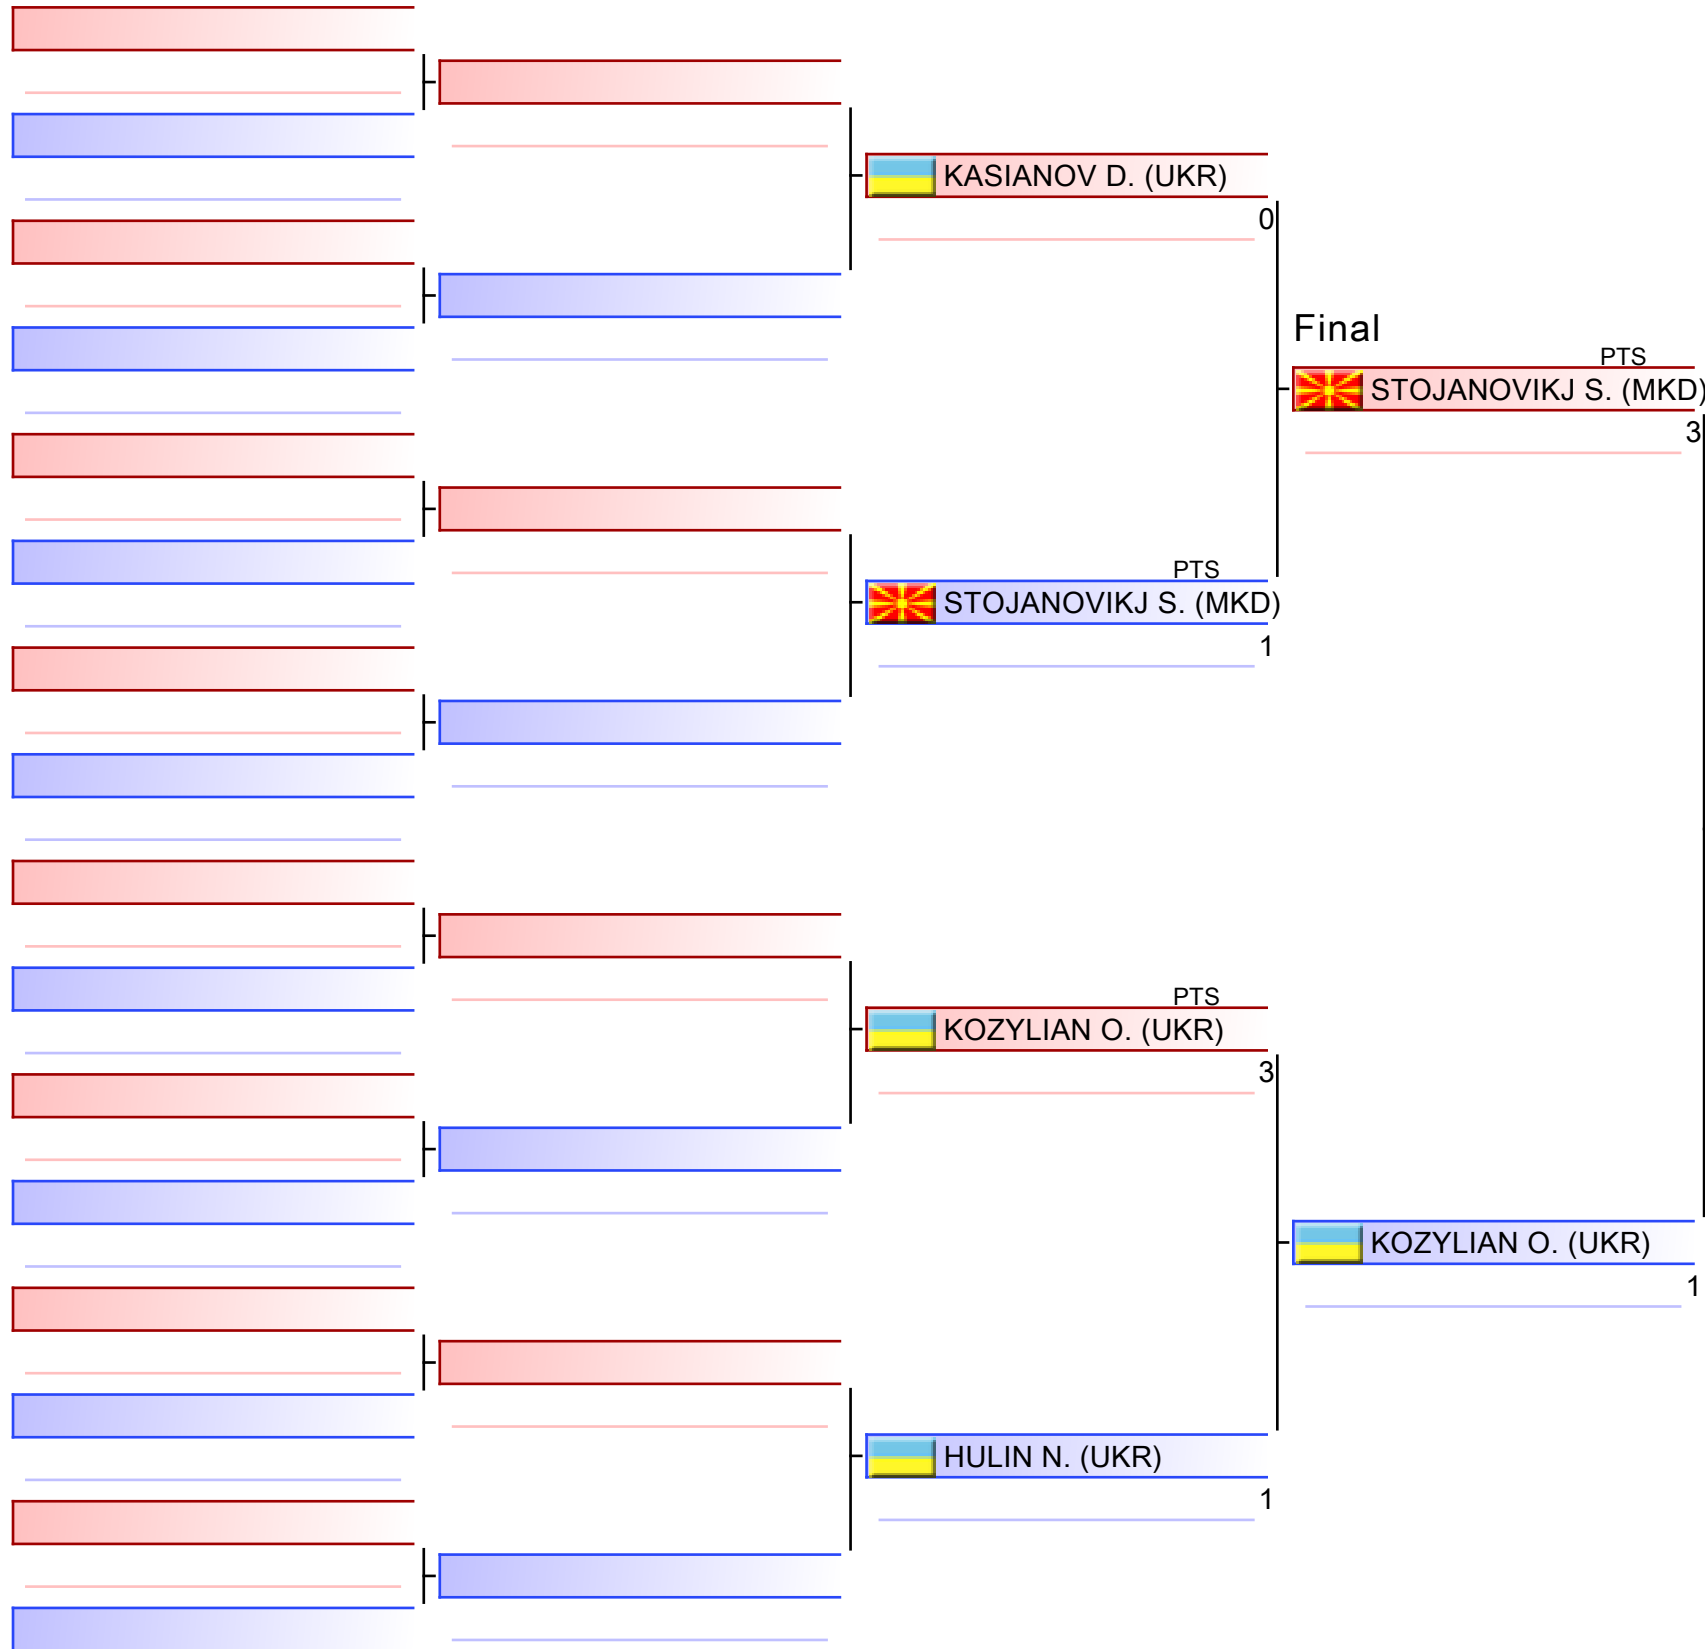 KASIANOV D. (UKR)
0
Final
PTS
STOJANOVIKJ S. (MKD)
3
PTS
STOJANOVIKJ S. (MKD)
1
PTS
KOZYLIAN O. (UKR)
3
KOZYLIAN O. (UKR)
1
HULIN N. (UKR)
1